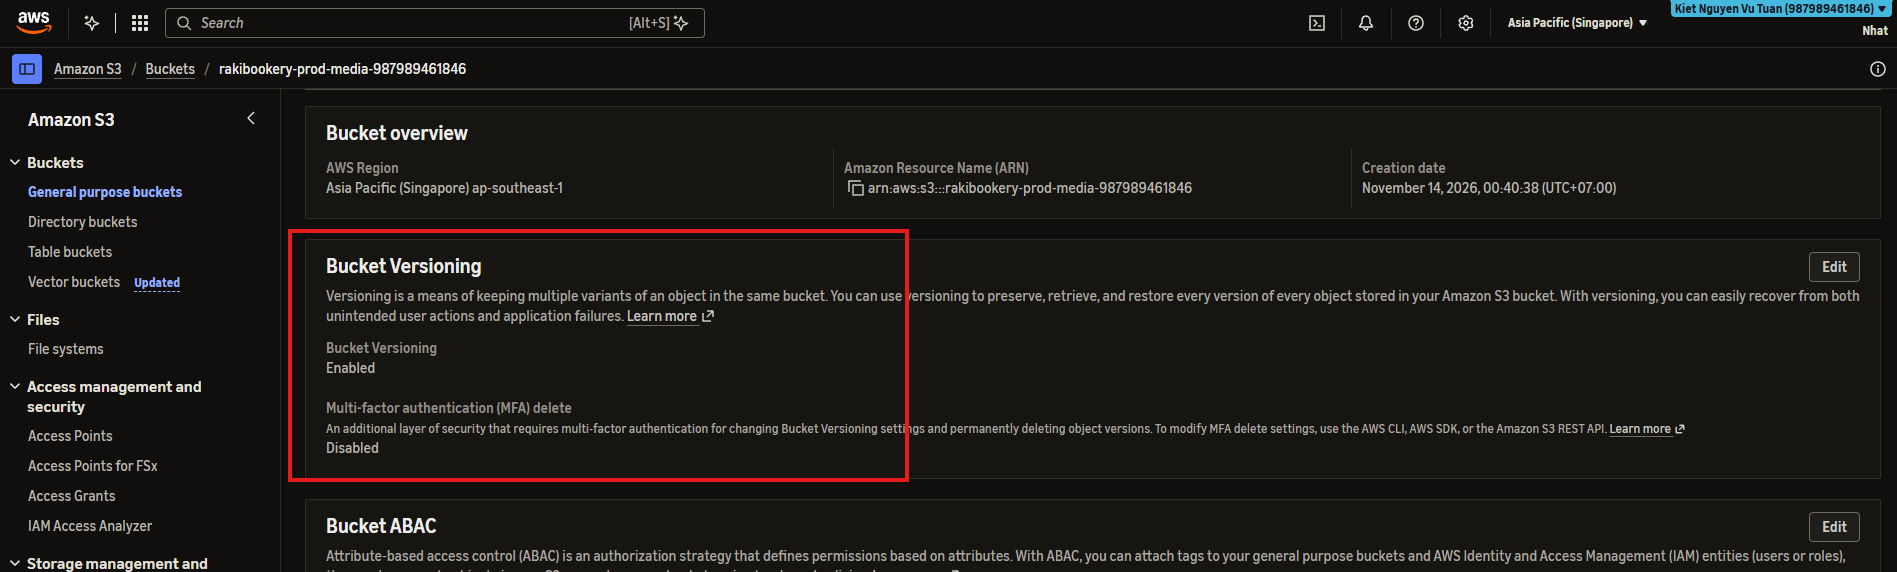 aws
Search [Alt+S]
Asia Pacific (Singapore)
Kiet Nguyen Vu Tuan (987989461846)
Nhat
Amazon S3 / Buckets / rakibookery-prod-media-987989461846
Amazon S3
Buckets
General purpose buckets
Directory buckets
Table buckets
Vector buckets Updated
Files
File systems
Access management and
security
Access Points
Access Points for FSx
Access Grants
IAM Access Analyzer
Storage management and
Bucket overview
AWS Region
Asia Pacific (Singapore) ap-southeast-1
Amazon Resource Name (ARN)
arn:aws:s3:::rakibookery-prod-media-987989461846
Creation date
November 14, 2026, 00:40:38 (UTC+07:00)
Bucket Versioning
Edit
Versioning is a means of keeping multiple variants of an object in the same bucket. You can use versioning to preserve, retrieve, and restore every version of every object stored in your Amazon S3 bucket. With versioning, you can easily recover from both
unintended user actions and application failures. Learn more
Bucket Versioning
Enabled
Multi-factor authentication (MFA) delete
An additional layer of security that requires multi-factor authentication for changing Bucket Versioning settings and permanently deleting object versions. To modify MFA delete settings, use the AWS CLI, AWS SDK, or the Amazon S3 REST API. Learn more
Disabled
Bucket ABAC
Edit
Attribute-based access control (ABAC) is an authorization strategy that defines permissions based on attributes. With ABAC, you can attach tags to your general purpose buckets and AWS Identity and Access Management (IAM) entities (users or roles),